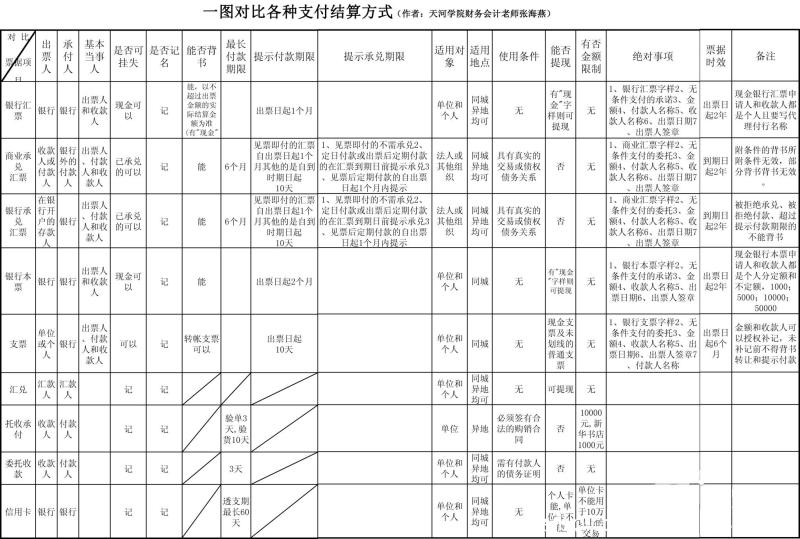 一图对比各种支付结算方式（作者：天河学院财务会计老师张海燕）
对 比 出票人 承付人 基本当事人 是否可挂失 是否记名 能否背书 最长付款期限 提示付款期限 提示承兑期限 适用对象 适用地点 使用条件 能否提现 有否金额限制 绝对事项 票据时效 备注
票据项目
银行汇票 银行 银行 出票人和收款人 现金可以 记 能，以不超过出票金额的实际结算金额为准(有"现金" 出票日起1个月 单位和个人 同城异地均可 无 有"现金"字样则可提现 无 1、银行汇票字样2、无条件支付的承诺3、金额4、付款人名称5、收款人名称6、出票日期7、出票人签章 出票日起2年 现金银行汇票申请人和收款人都是个人且要写代理付行名称
商业承兑汇票 收款人或付款人 银行外的付款人 出票人、付款人和收款人 已承兑的可以 记 能 6个月 见票即付的汇票自出票日起1个月其他的是自到时期日起10天 1、见票即付的不需承兑2、定日付款或出票后定期付款的在汇票到期日前提示承兑3、见票后定期付款的自出票日起1个月内提示 法人或其他组织 同城异地均可 具有真实的交易或债权债务关系 否 无 1、商业汇票字样2、无条件支付的委托3、金额4、付款人名称5、收款人名称6、出票日期7、出票人签章 到期日起2年 附条件的背书所附条件无效，部分背书背书无效。
银行承兑汇票 在银行开户的存款人 银行 出票人、付款人和收款人 已承兑的可以 记 能 6个月 见票即付的汇票自出票日起1个月其他的是自到时期日起10天 1、见票即付的不需承兑2、定日付款或出票后定期付款的在汇票到期日前提示承兑3、见票后定期付款的自出票日起1个月内提示 法人或其他组织 同城异地均可 具有真实的交易或债权债务关系 否 无 1、商业汇票字样2、无条件支付的委托3、金额4、付款人名称5、收款人名称6、出票日期7、出票人签章 到期日起2年 被拒绝承兑、被拒绝付款、超过提示付款期限的不能背书
银行本票 银行 银行 出票人和收款人 现金可以 记 能 出票日起2个月 单位和个人 同城 无 有"现金"字样则可提现 无 1、银行本票字样2、无条件支付的承诺3、金额4、收款人名称5、出票日期6、出票人签章 出票日起2年 现金银行本票申请人和收款人都是个人分定额和不定额，1000；5000；10000；50000
支票 单位或个人 银行 出票人、付款人和收款人 可以 记 转帐支票可以 出票日起10天 单位和个人 同城 无 现金支票及未划线的普通支票 无 1、银行支票字样2、无条件支付的委托3、金额4、收款人名称5、出票日期6、出票人签章7、付款人名称 出票日起6个月 金额和收款人可以授权补记，未补记前不得背书转让和提示付款
汇兑 汇款人 汇款人 记 记 单位和个人 同城异地均可 无 可提现 无
托收承付 收款人 付款人 记 记 验单3天,验货10天 单位 异地 必须签有合法的购销合同 否 10000元,新华书店1000元
委托收款 收款人 付款人 记 记 3天 单位和个人 同城异地均可 需有付款人的债务证明 否 无
信用卡 银行 银行 记 记 透支期最长60天 单位和个人 同城异地均可 无 个人卡能,单位卡不能 单位卡不能用于10万以上的交易